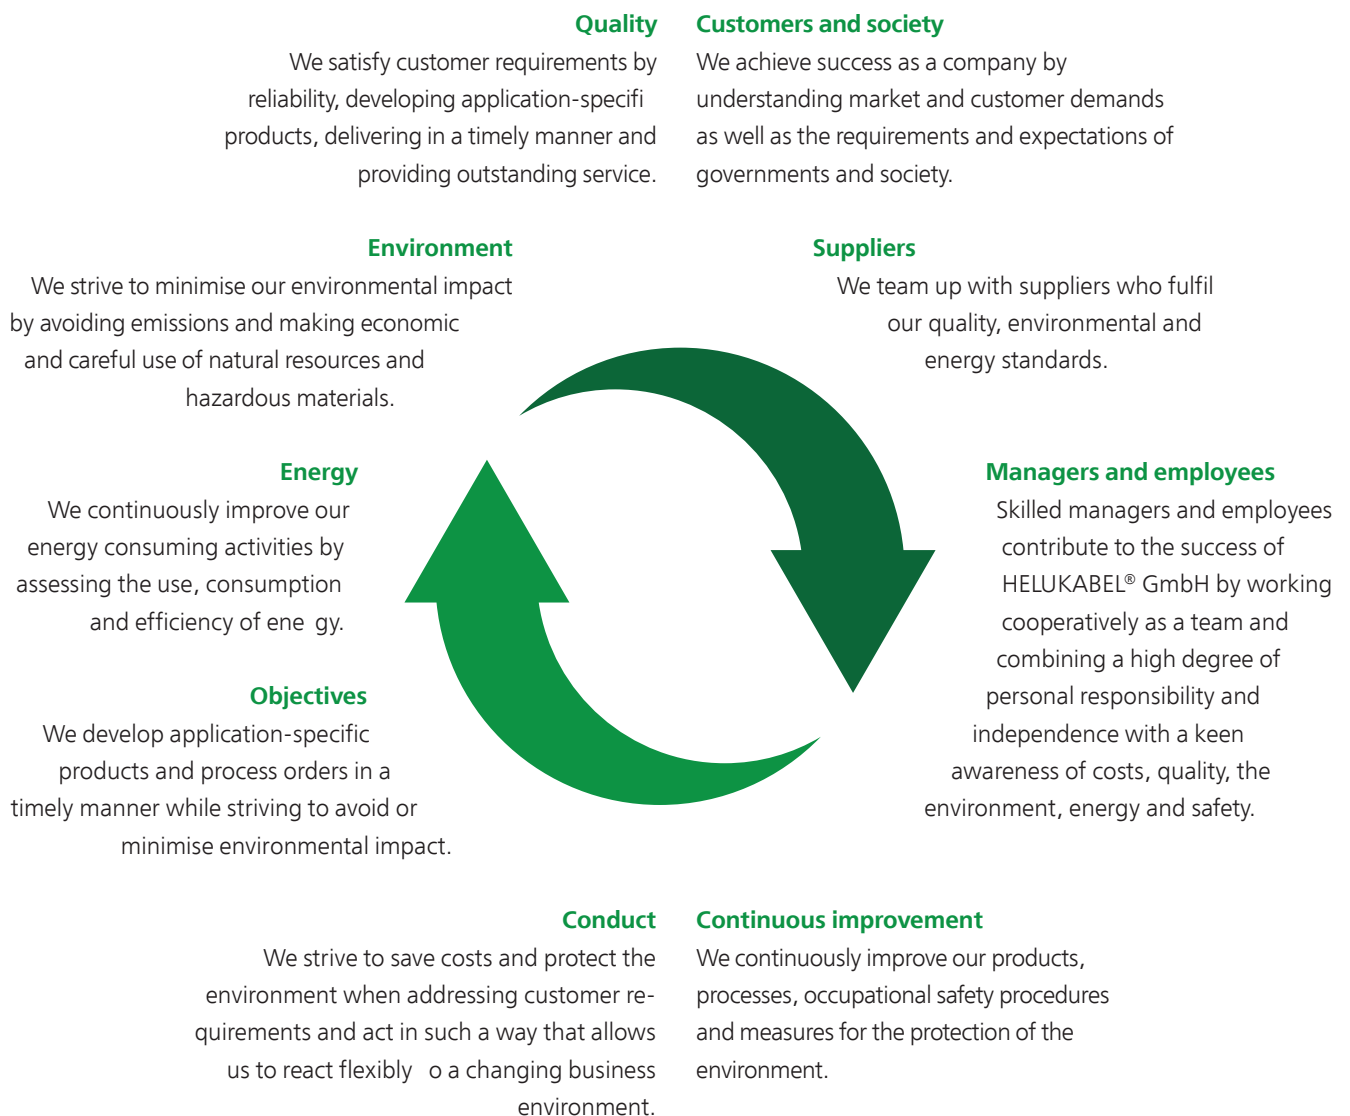 Quality
We satisfy customer requirements by
reliability, developing application-specifi
products, delivering in a timely manner and
providing outstanding service.
Customers and society
We achieve success as a company by
understanding market and customer demands
as well as the requirements and expectations of
governments and society.
Environment
We strive to minimise our environmental impact
by avoiding emissions and making economic
and careful use of natural resources and
hazardous materials.
Suppliers
We team up with suppliers who fulfil
our quality, environmental and
energy standards.
Energy
We continuously improve our
energy consuming activities by
assessing the use, consumption
and efficiency of ene gy.
Managers and employees
Skilled managers and employees
contribute to the success of
HELUKABEL® GmbH by working
cooperatively as a team and
combining a high degree of
personal responsibility and
independence with a keen
awareness of costs, quality, the
environment, energy and safety.
Objectives
We develop application-specific
products and process orders in a
timely manner while striving to avoid or
minimise environmental impact.
Conduct
We strive to save costs and protect the
environment when addressing customer re-
quirements and act in such a way that allows
us to react flexibly o a changing business
environment.
Continuous improvement
We continuously improve our products,
processes, occupational safety procedures
and measures for the protection of the
environment.